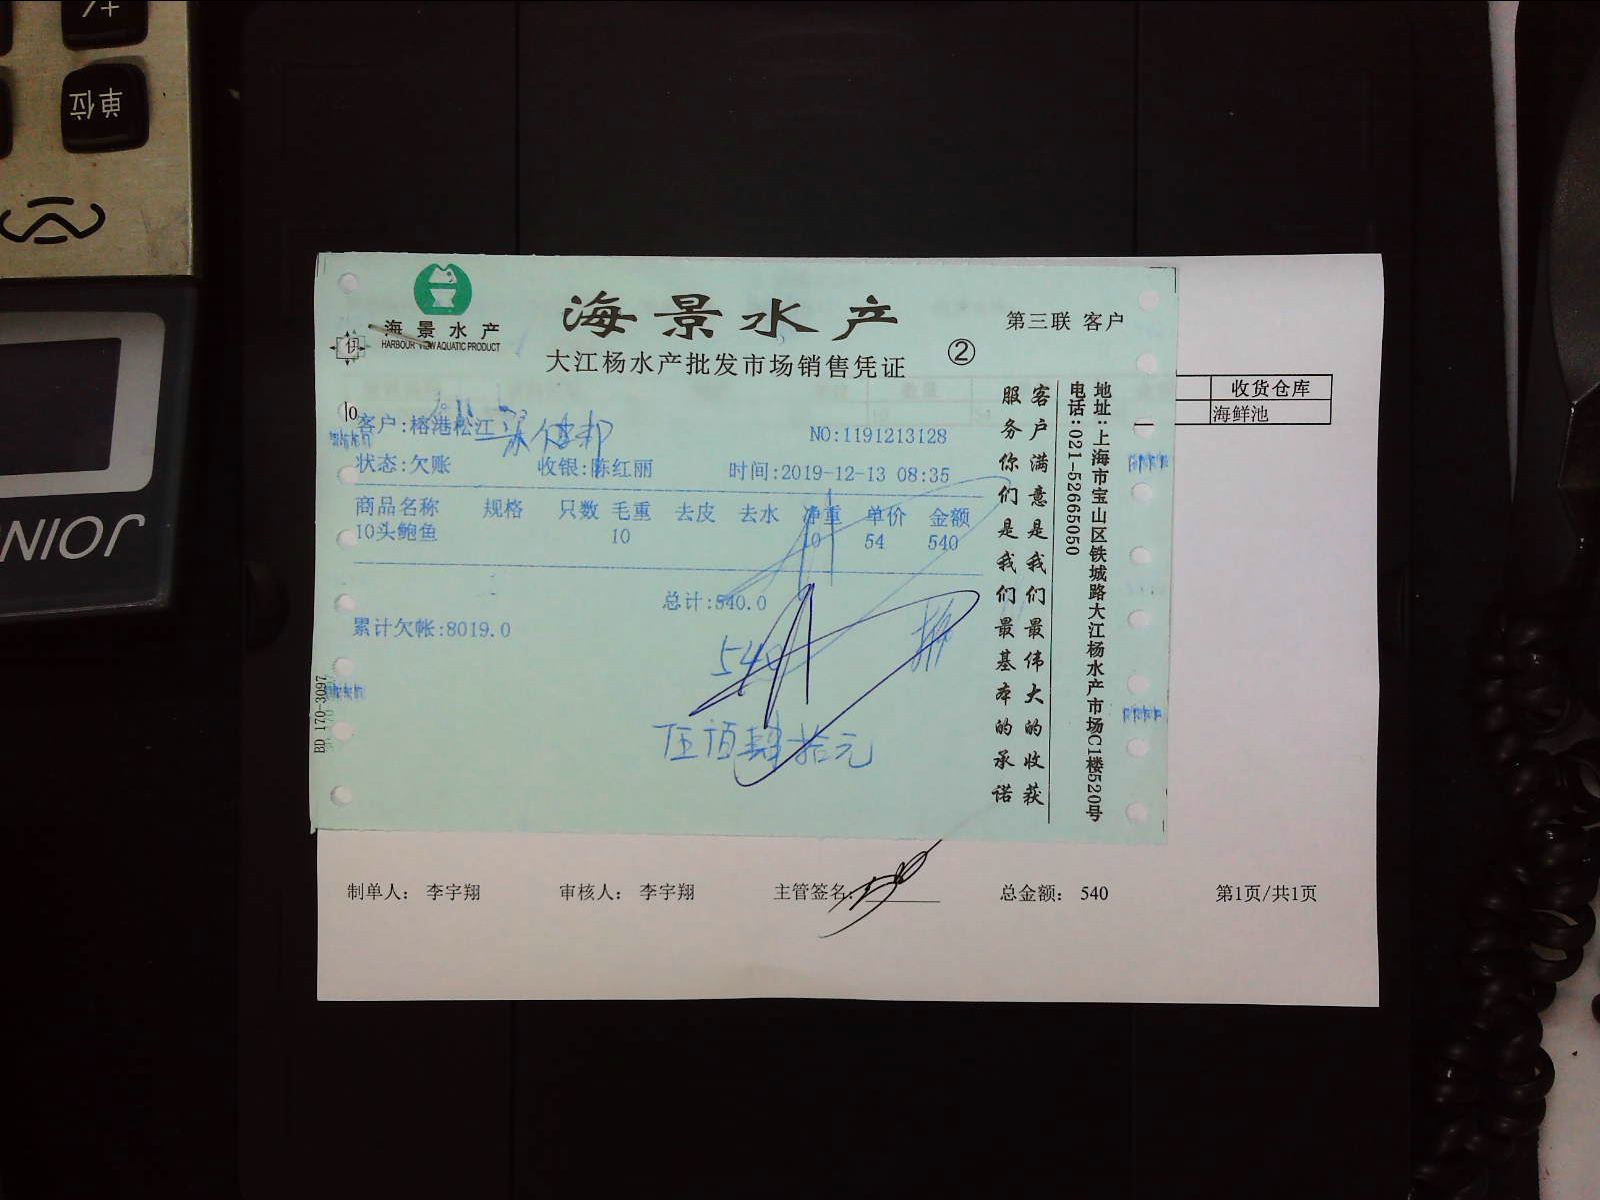 单位
JOIN
海景水产
HARBOUR VIEW AQUATIC PRODUCT
海景水产
大江杨水产批发市场销售凭证
②
第三联 客户
客户:榕港松江
NO:1191213128
状态:欠账 收银:陈红丽 时间:2019-12-13 08:35
商品名称 规格 只数 毛重 去皮 去水 净重 单价 金额
10头鲍鱼 10 10 54 540
总计:540.0
累计欠帐:8019.0
540
伍佰肆拾元
客户满意是我们最伟大的收获
服务你们是我们最基本的承诺
地址:上海市宝山区铁城路大江杨水产市场C1楼520号
电话:021-52665050
BD 170-3097
收货仓库
海鲜池
制单人: 李宇翔 审核人: 李宇翔 主管签名: 总金额: 540 第1页/共1页